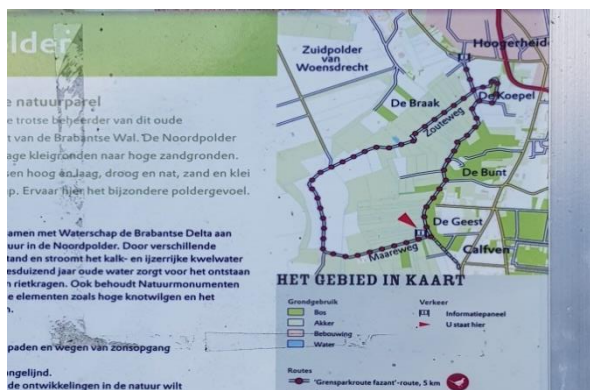 older
e natuurparel
e trotse beheerder van dit oude
t van de Brabantse Wal. De Noordpolder
age kleigronden naar hoge zandgronden.
sen hoog en laag, droog en nat, zand en klei
p. Ervaar hier het bijzondere poldergevoel.
amen met Waterschap de Brabantse Delta aan
uur in de Noordpolder. Door verschillende
tand en stroomt het kalk- en ijzerrijke kwelwater
esduizend jaar oude water zorgt voor het ontstaan
n rietkragen. Ook behoudt Natuurmonumenten
e elementen zoals hoge knotwilgen en het
n.
paden en wegen van zonsopgang
ongelijnd.
de ontwikkelingen in de natuur wilt
Zuidpolder
van
Woensdrecht
Hoogerheid
De Braak
De Koepel
Zouteweg
De Bunt
De Geest
Maareweg
Calfven
HET GEBIED IN KAART
Grondgebruik
Bos
Akker
Bebouwing
Water
Verkeer
Informatiepaneel
U staat hier
Routes
'Grensparkroute fazant'-route, 5 km